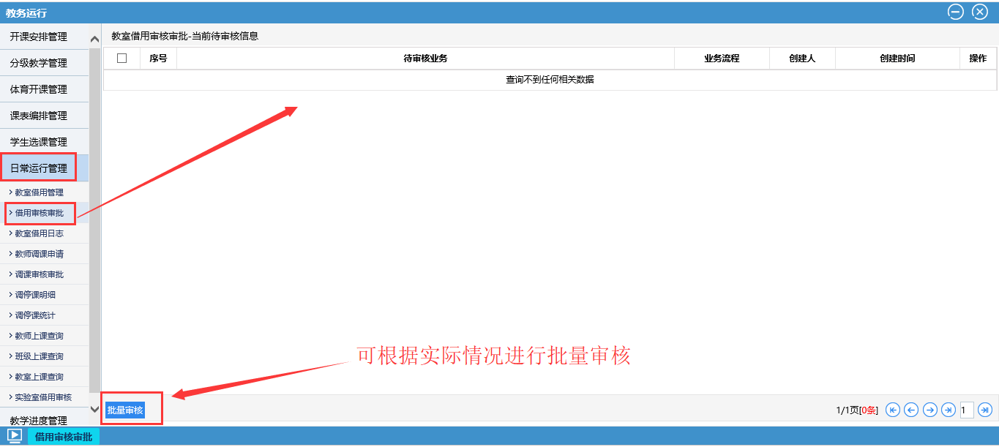 教务运行
开课安排管理
分级教学管理
体育开课管理
课表编排管理
学生选课管理
日常运行管理
教室借用管理
借用审核审批
教室借用日志
教师调课申请
调课审核审批
调停课明细
调停课统计
教师上课查询
班级上课查询
教室上课查询
实验室借用审核
教学进度管理
教室借用审核审批-当前待审核信息
序号 待审核业务 业务流程 创建人 创建时间 操作
查询不到任何相关数据
可根据实际情况进行批量审核
批量审核
1/1页[0条] 1
借用审核审批